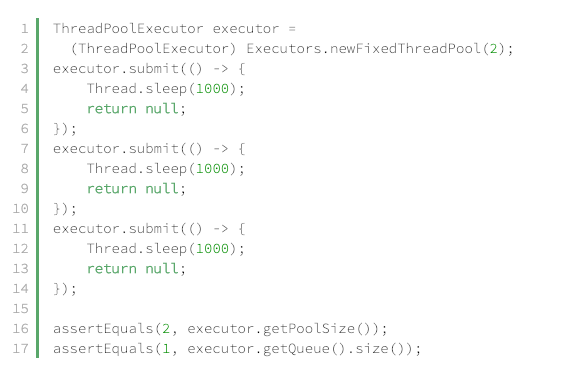 1 ThreadPoolExecutor executor =
2   (ThreadPoolExecutor) Executors.newFixedThreadPool(2);
3 executor.submit(() -> {
4     Thread.sleep(1000);
5     return null;
6 });
7 executor.submit(() -> {
8     Thread.sleep(1000);
9     return null;
10 });
11 executor.submit(() -> {
12     Thread.sleep(1000);
13     return null;
14 });
15
16 assertEquals(2, executor.getPoolSize());
17 assertEquals(1, executor.getQueue().size());